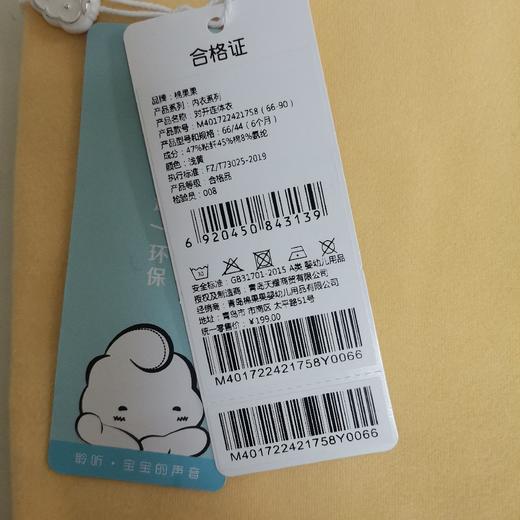 合格证
品牌：棉果果
产品系列：内衣系列
产品名称：对开连体衣
产品款号：M401722421758（66-90）
产品型号和规格：66/44（6个月）
成分：47%粘纤45%棉8%氨纶
颜色：浅黄
执行标准：FZ/T73025-2019
产品等级：合格品
检验员：008
6 920450 843139
安全标准：GB31701-2015 A类 婴幼儿用品
授权及制造商：青岛天耀商贸有限公司
经销商：青岛棉果果婴幼儿用品有限公司
地址：青岛市 市南区 太平路51号
统一零售价：¥199.00
M401722421758Y0066
M401722421758Y0066
环保
聆听·宝宝的声音